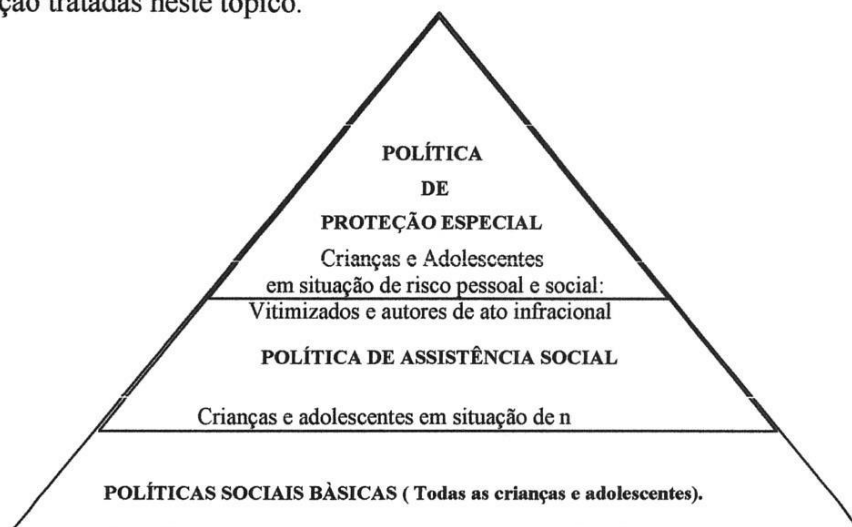 ção tratadas neste tópico.
POLÍTICA
DE
PROTEÇÃO ESPECIAL
Crianças e Adolescentes
em situação de risco pessoal e social:
Vitimizados e autores de ato infracional
POLÍTICA DE ASSISTÊNCIA SOCIAL
Crianças e adolescentes em situação de n
POLÍTICAS SOCIAIS BÀSICAS ( Todas as crianças e adolescentes).